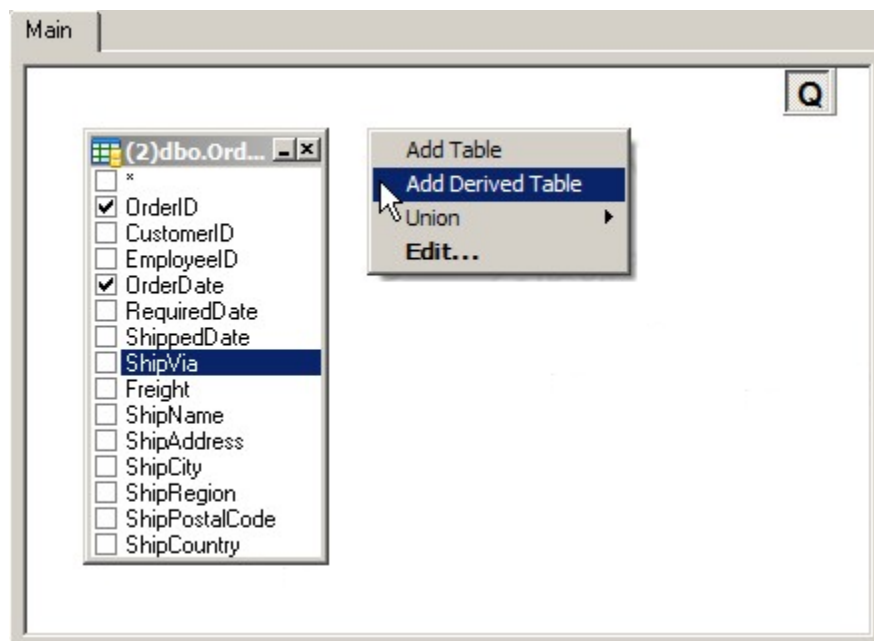 Main
Q
(2)dbo.Ord...
*
OrderID
CustomerID
EmployeeID
OrderDate
RequiredDate
ShippedDate
ShipVia
Freight
ShipName
ShipAddress
ShipCity
ShipRegion
ShipPostalCode
ShipCountry
Add Table
Add Derived Table
Union
Edit...